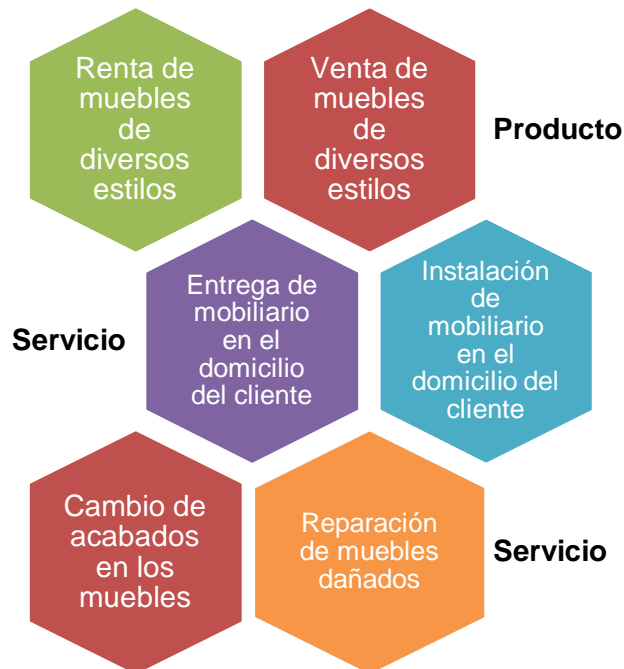 Renta de
muebles
de
diversos
estilos
Venta de
muebles
de
diversos
estilos
Producto
Servicio
Entrega de
mobiliario
en el
domicilio
del cliente
Instalación
de
mobiliario
en el
domicilio del
cliente
Cambio de
acabados
en los
muebles
Reparación
de muebles
dañados
Servicio